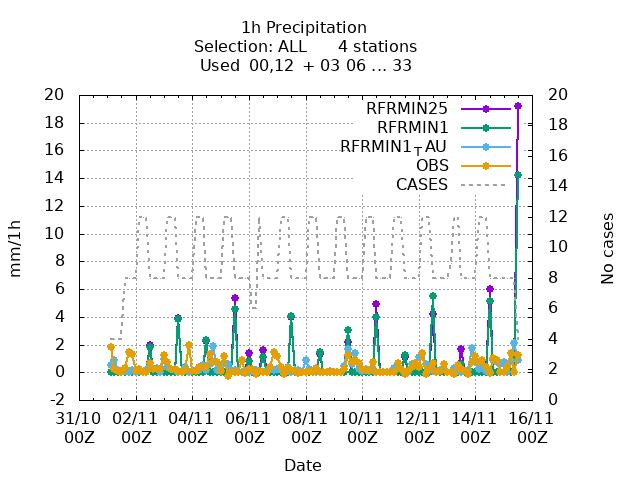 1h Precipitation
Selection: ALL 4 stations
Used 00,12 + 03 06 ... 33
RFRMIN25
RFRMIN1
RFRMIN1_TAU
OBS
CASES
mm/1h
20
18
16
14
12
10
8
6
4
2
0
-2
No cases
20
18
16
14
12
10
8
6
4
2
0
31/10 02/11 04/11 06/11 08/11 10/11 12/11 14/11 16/11
00Z 00Z 00Z 00Z 00Z 00Z 00Z 00Z 00Z
Date